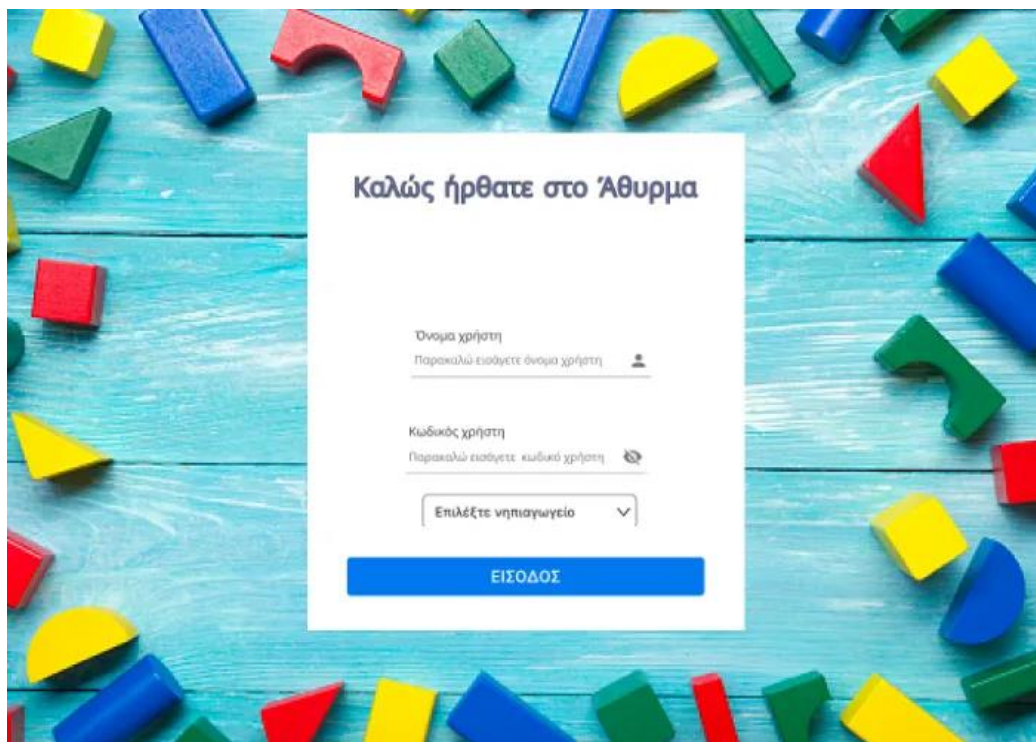 Καλώς ήρθατε στο Άθυρμα
Όνομα χρήστη
Παρακαλώ εισάγετε όνομα χρήστη
Κωδικός χρήστη
Παρακαλώ εισάγετε κωδικό χρήστη
Επιλέξτε νηπιαγωγείο
ΕΙΣΟΔΟΣ